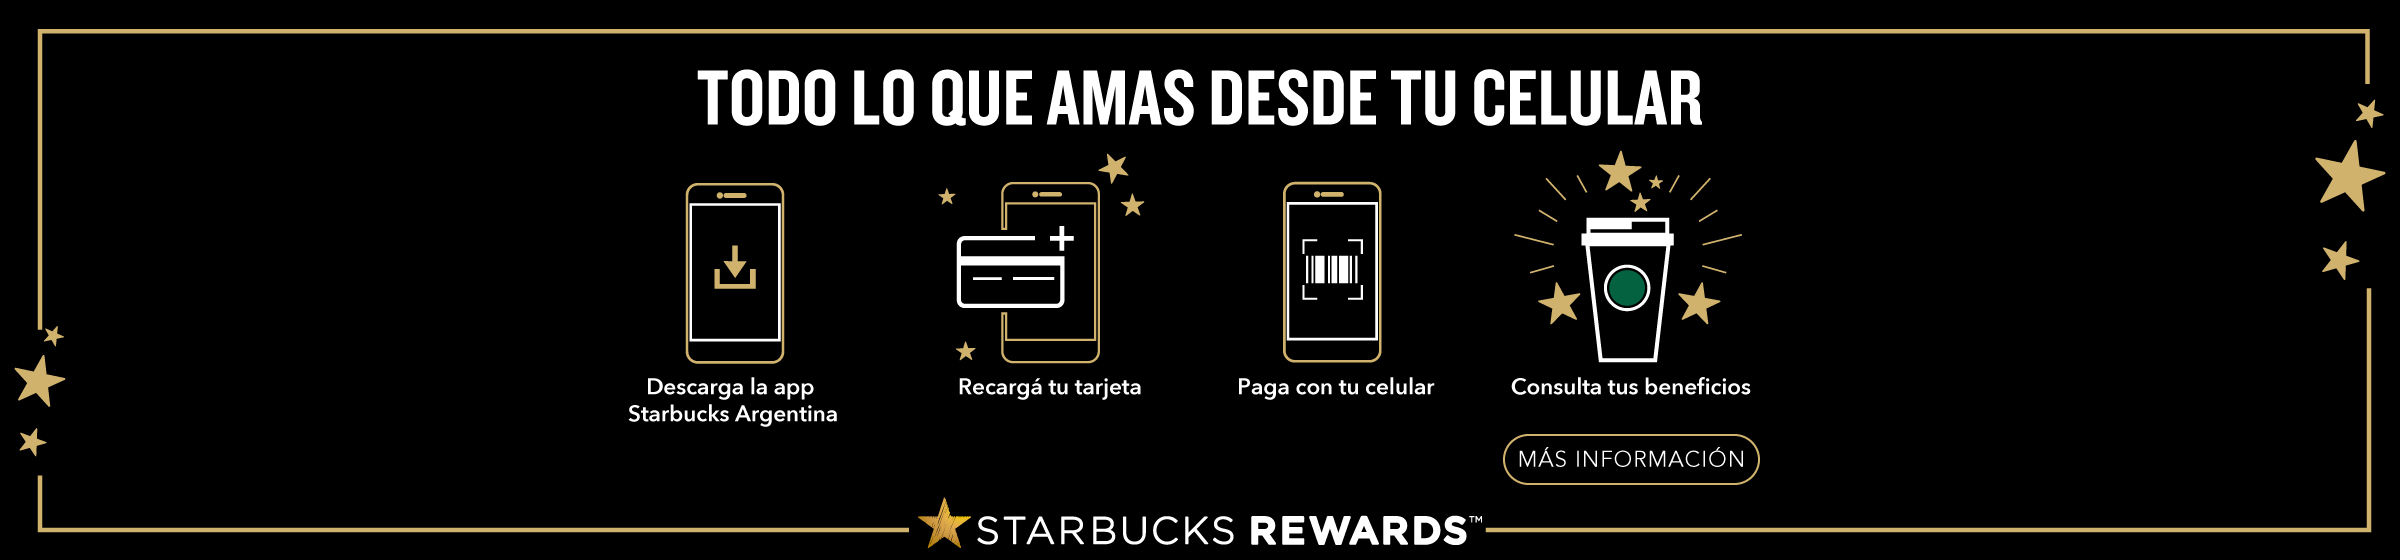 TODO LO QUE AMAS DESDE TU CELULAR
Descarga la app
Starbucks Argentina
Recargá tu tarjeta
Paga con tu celular
Consulta tus beneficios
MÁS INFORMACIÓN
STARBUCKS REWARDS™